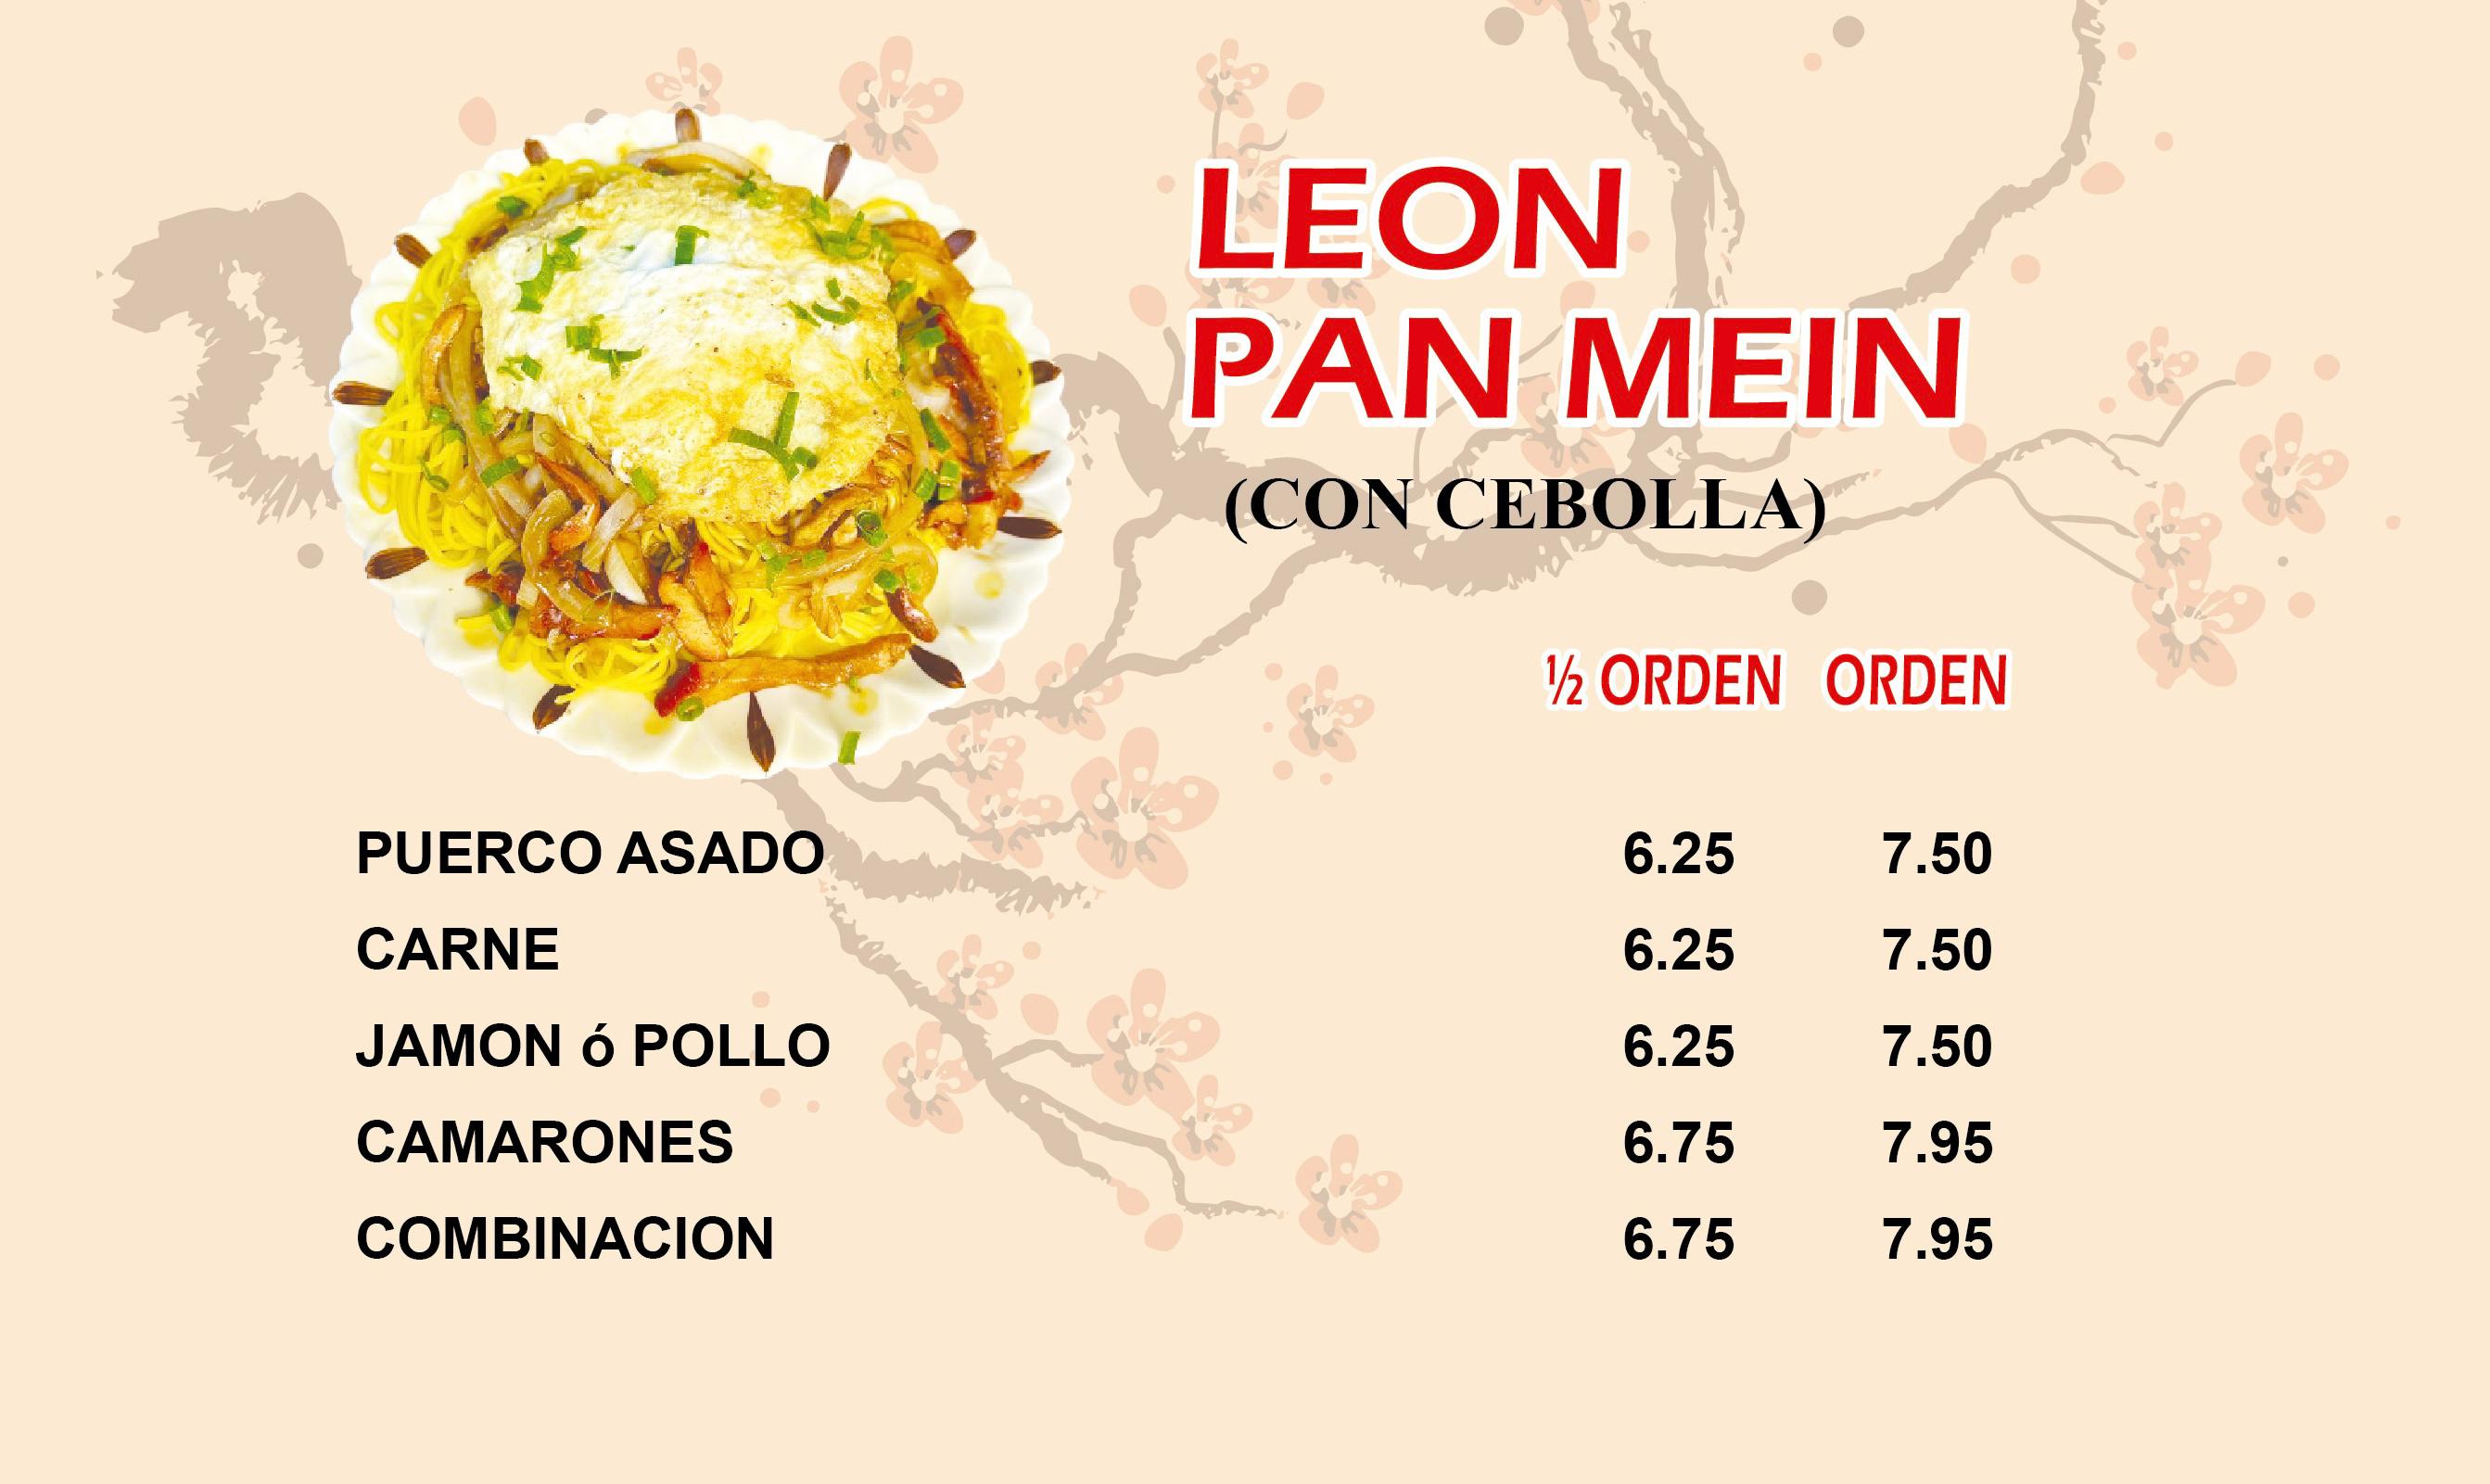 LEON
PAN MEIN
(CON CEBOLLA)
½ ORDEN ORDEN
PUERCO ASADO 6.25 7.50
CARNE 6.25 7.50
JAMON ó POLLO 6.25 7.50
CAMARONES 6.75 7.95
COMBINACION 6.75 7.95